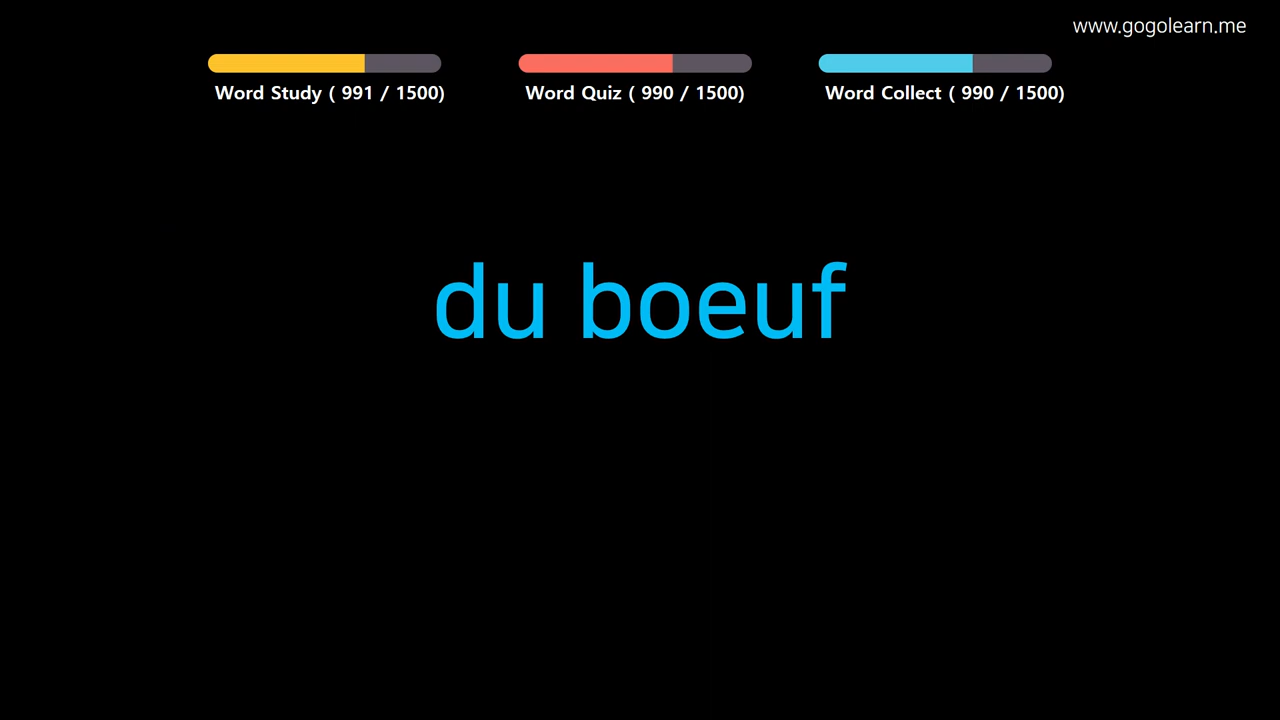 www.gogolearn.me
Word Study ( 991 / 1500)
Word Quiz ( 990 / 1500)
Word Collect ( 990 / 1500)
du boeuf